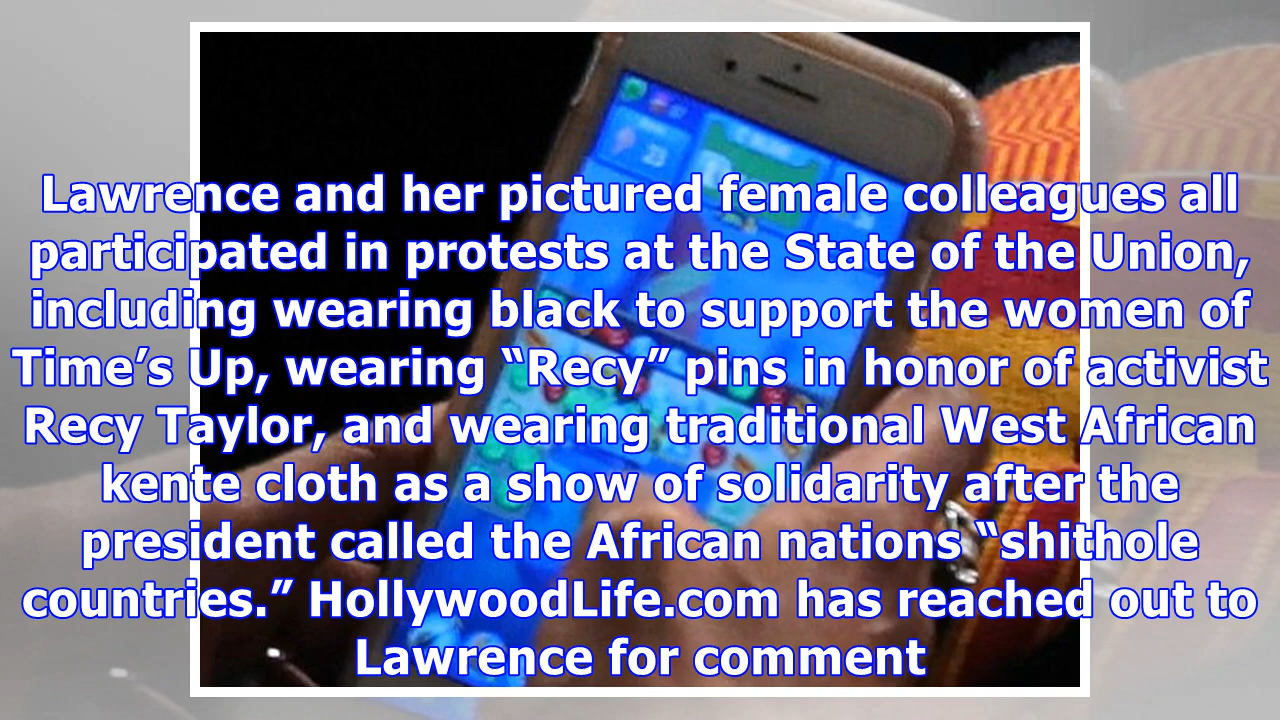 Lawrence and her pictured female colleagues all
participated in protests at the State of the Union,
including wearing black to support the women of
Time’s Up, wearing “Recy” pins in honor of activist
Recy Taylor, and wearing traditional West African
kente cloth as a show of solidarity after the
president called the African nations “shithole
countries.” HollywoodLife.com has reached out to
Lawrence for comment